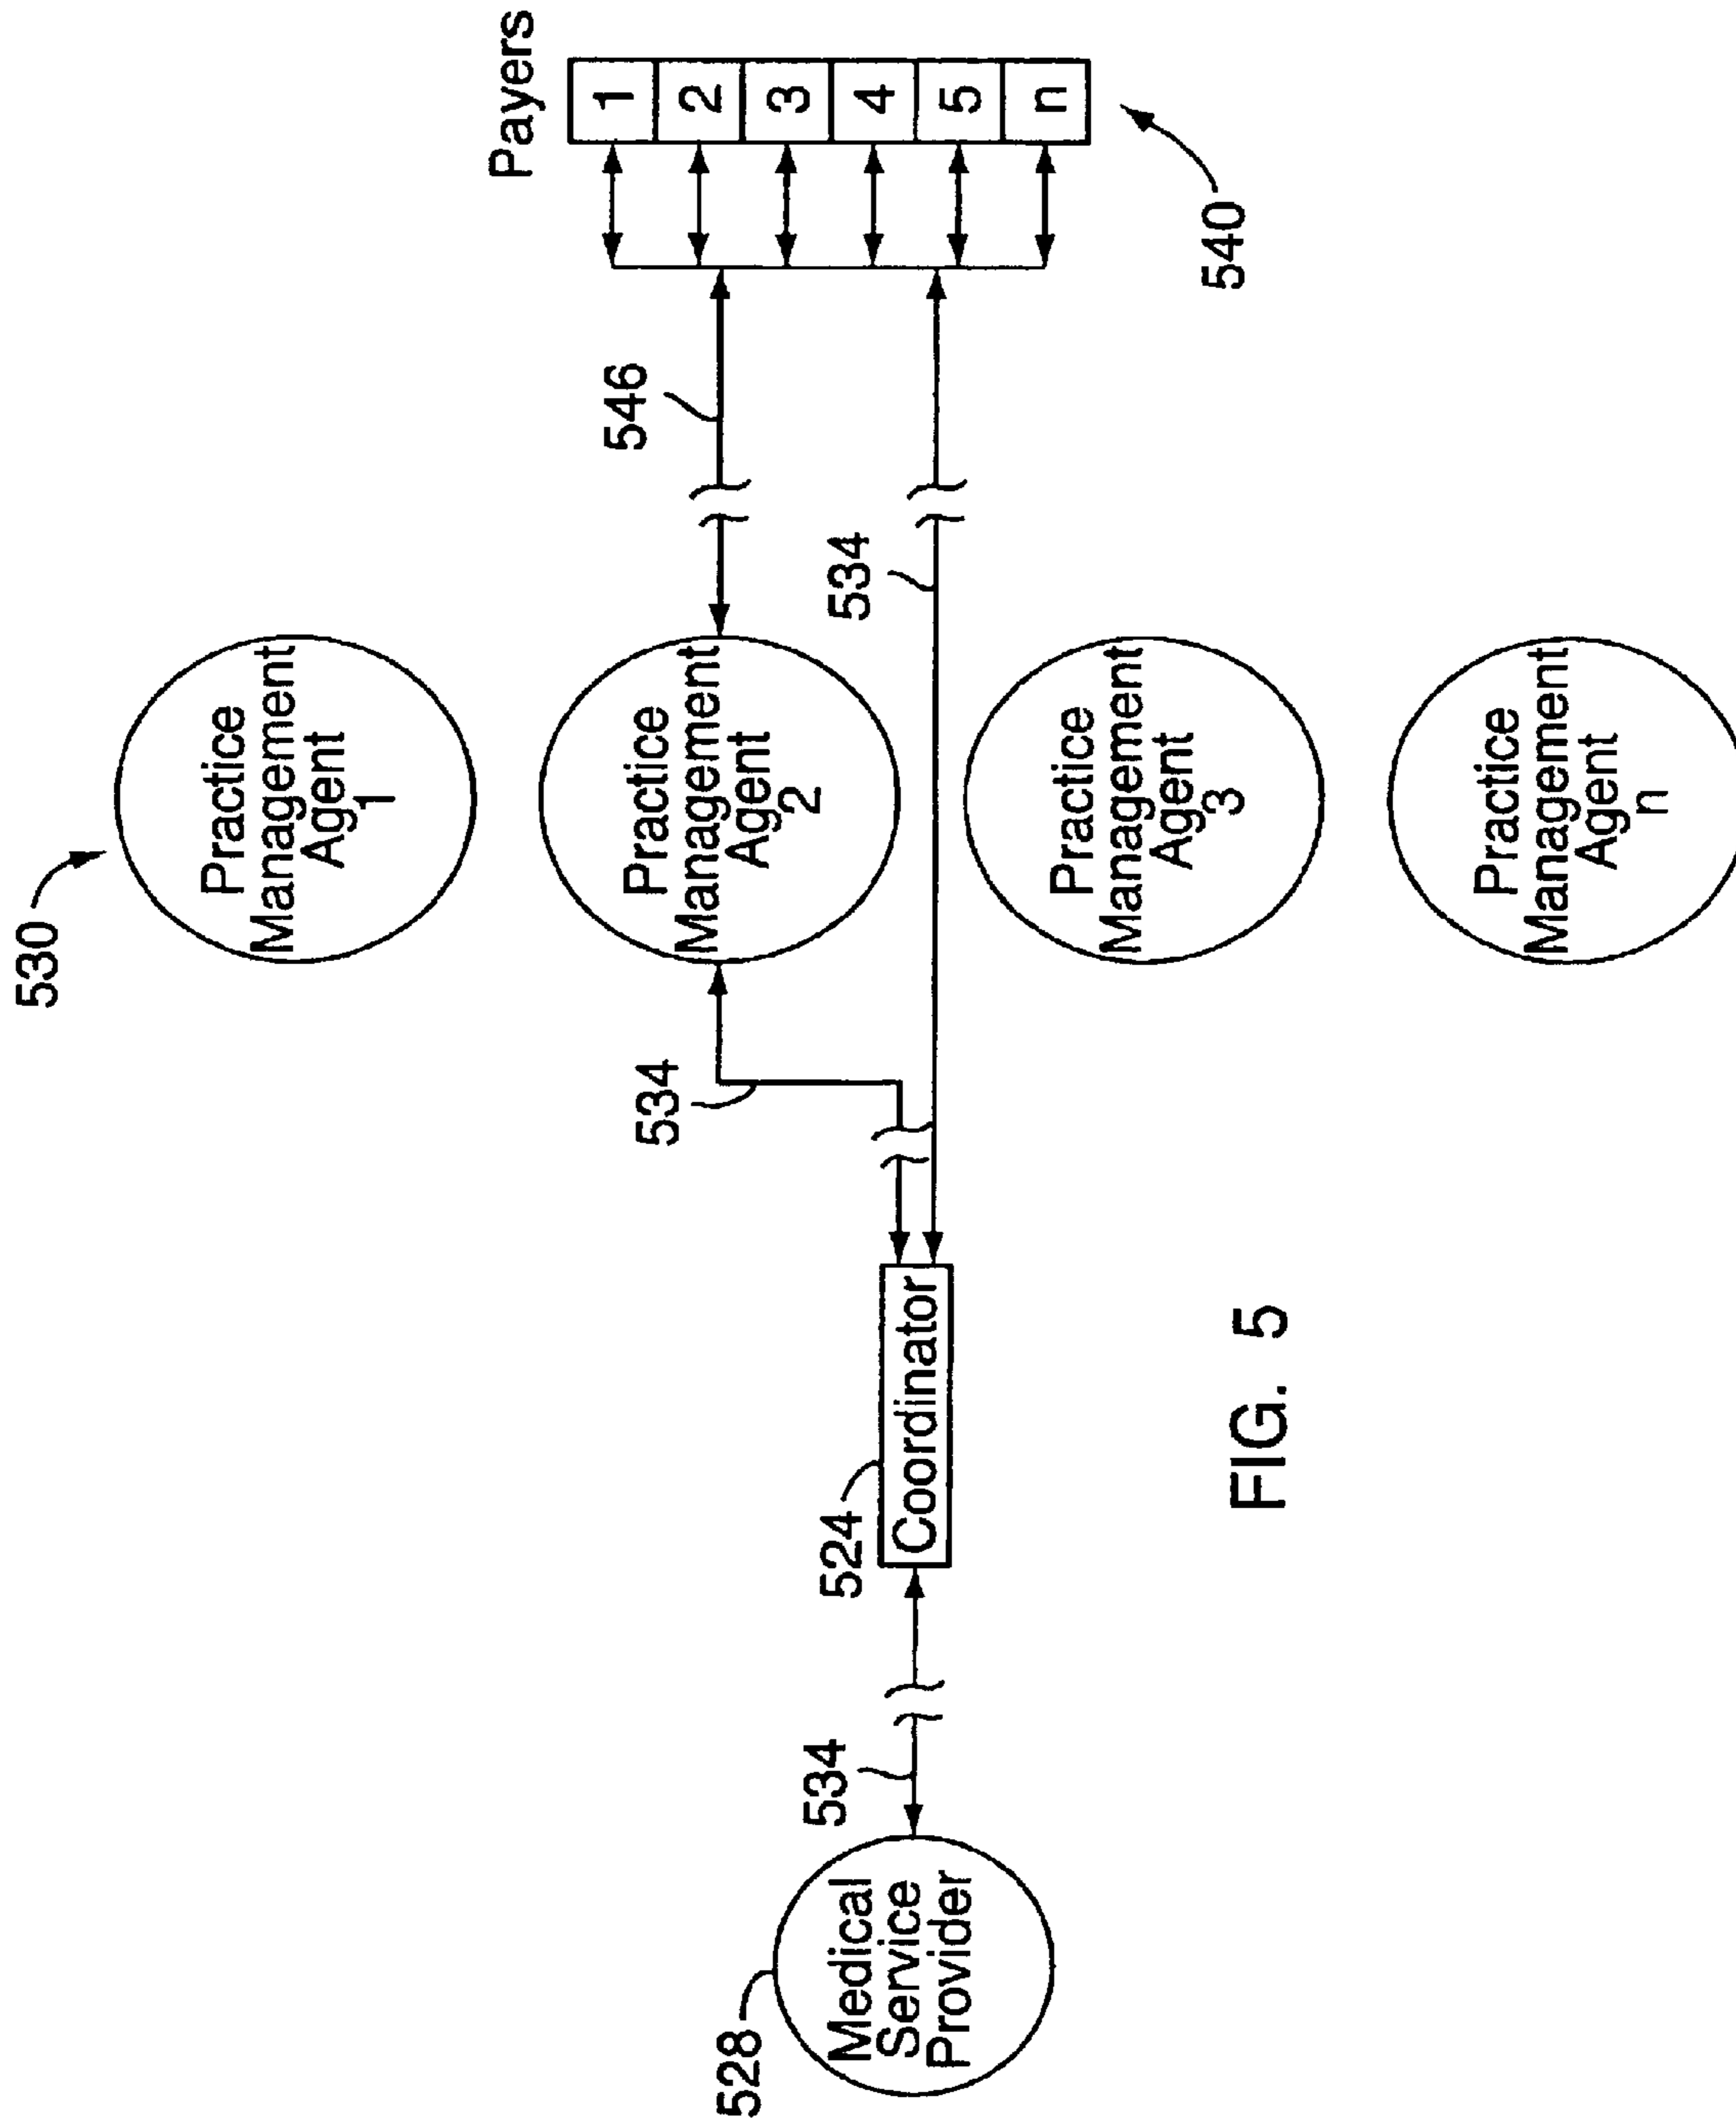 530
Practice
Management
Agent
1
Practice
Management
Agent
2
Practice
Management
Agent
3
Practice
Management
Agent
n
Payers
1
2
3
4
5
n
540
546
534
534
524
Coordinator
534
528
Medical
Service
Provider
FIG. 5